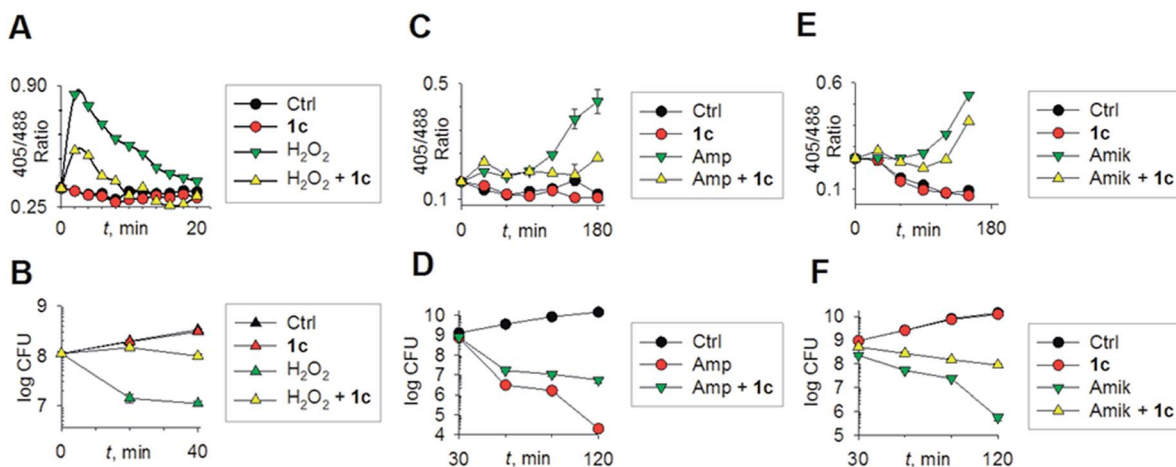 A
0.90
405/488
Ratio
0.25
0
t, min
20
Ctrl
1c
H2O2
H2O2 + 1c
C
0.5
405/488
Ratio
0.1
0
t, min
180
Ctrl
1c
Amp
Amp + 1c
E
0.6
405/488
Ratio
0.1
0
t, min
180
Ctrl
1c
Amik
Amik + 1c
B
9
8
7
log CFU
0
t, min
40
Ctrl
1c
H2O2
H2O2 + 1c
D
10
9
8
7
6
5
4
log CFU
30
t, min
120
Ctrl
Amp
Amp + 1c
F
10
9
8
7
6
5
log CFU
30
t, min
120
Ctrl
1c
Amik
Amik + 1c